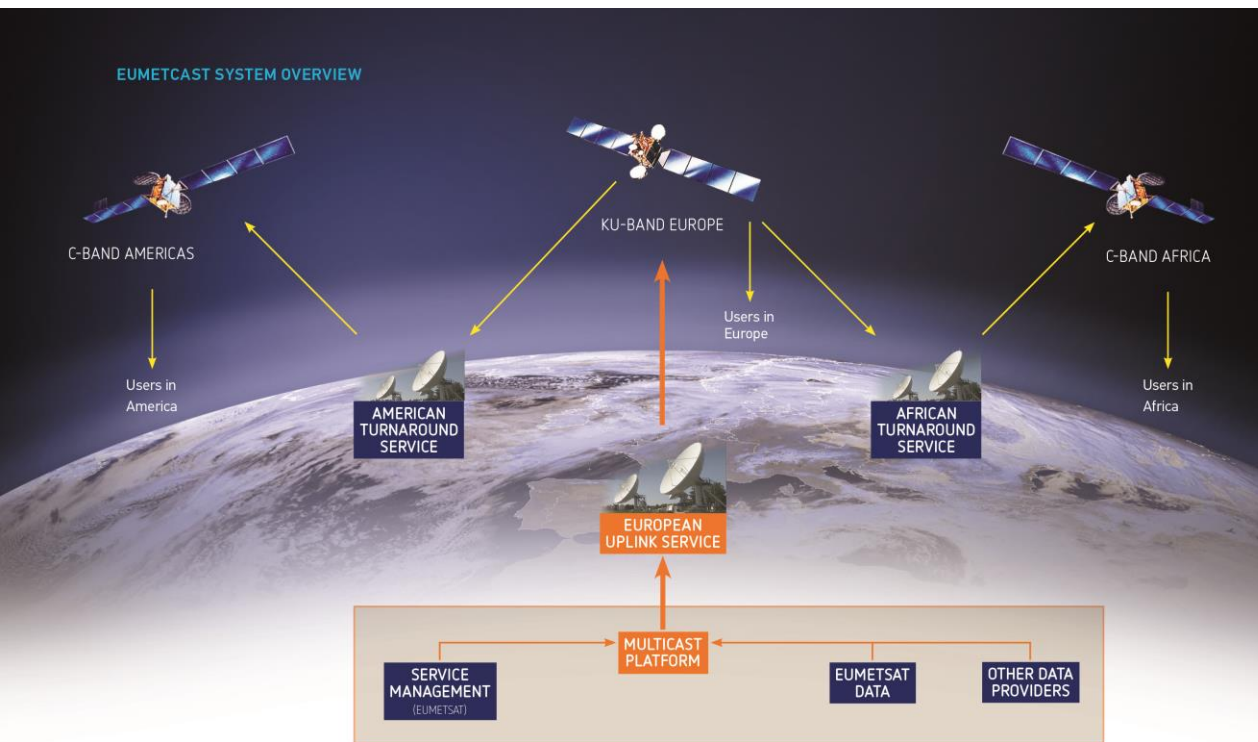 EUMETCAST SYSTEM OVERVIEW
C-BAND AMERICAS
KU-BAND EUROPE
C-BAND AFRICA
Users in
Europe
Users in
America
Users in
Africa
AMERICAN
TURNAROUND
SERVICE
AFRICAN
TURNAROUND
SERVICE
EUROPEAN
UPLINK SERVICE
MULTICAST
PLATFORM
SERVICE
MANAGEMENT
(EUMETSAT)
EUMETSAT
DATA
OTHER DATA
PROVIDERS